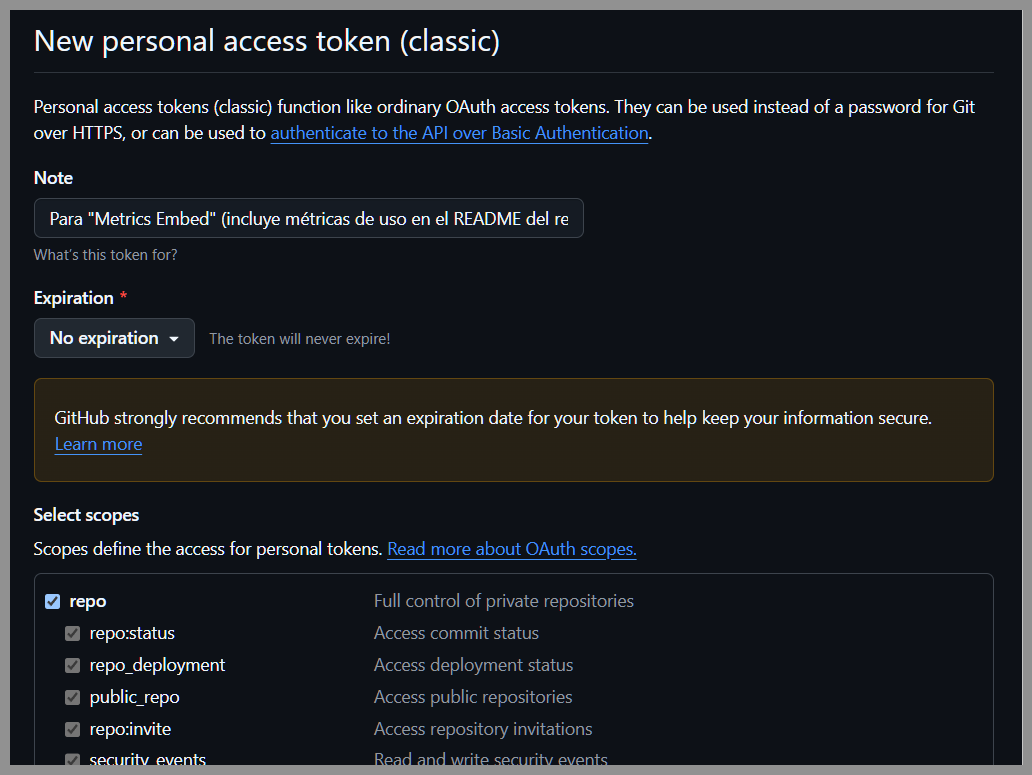 New personal access token (classic)
Personal access tokens (classic) function like ordinary OAuth access tokens. They can be used instead of a password for Git
over HTTPS, or can be used to authenticate to the API over Basic Authentication.
Note
Para "Metrics Embed" (incluye métricas de uso en el README del re
What's this token for?
Expiration *
No expiration The token will never expire!
GitHub strongly recommends that you set an expiration date for your token to help keep your information secure.
Learn more
Select scopes
Scopes define the access for personal tokens. Read more about OAuth scopes.
repo Full control of private repositories
repo:status Access commit status
repo_deployment Access deployment status
public_repo Access public repositories
repo:invite Access repository invitations
security_events Read and write security events